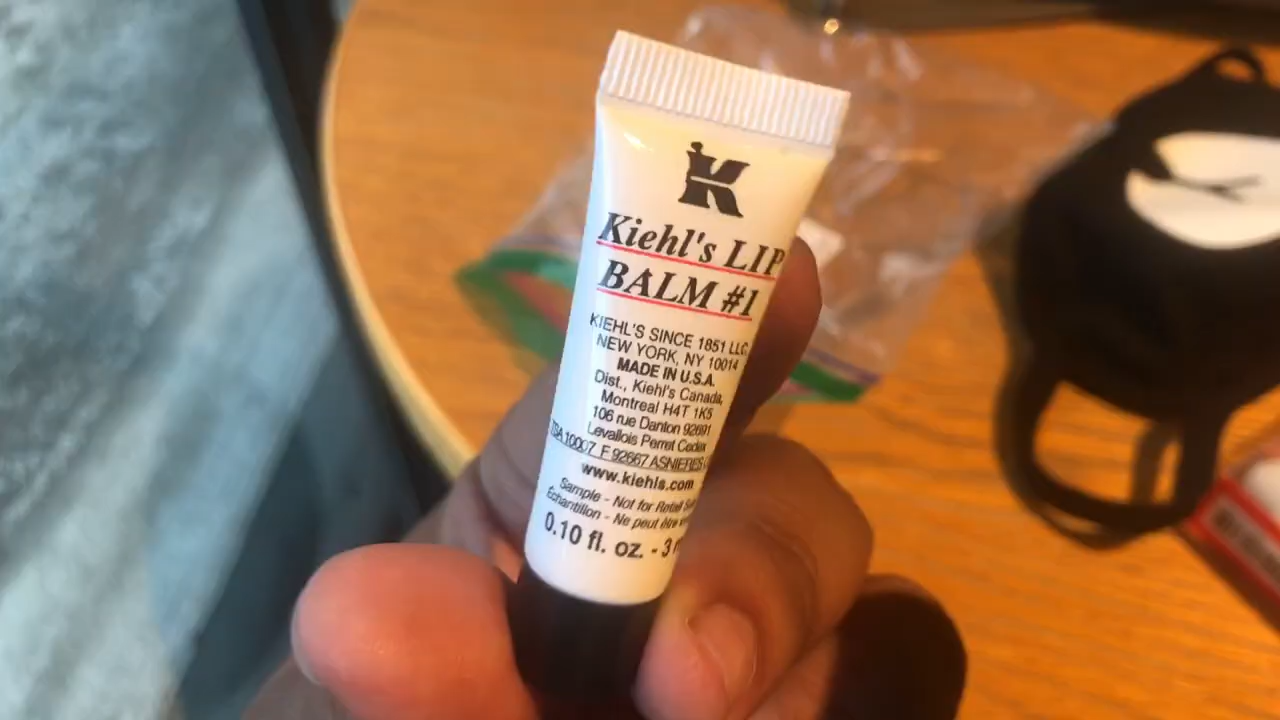 K
Kiehl's LIP
BALM #1
KIEHL'S SINCE 1851 LLC,
NEW YORK, NY 10014
MADE IN U.S.A.
Dist., Kiehl's Canada,
Montreal H4T 1K5
106 rue Danton 92691
Levallois Perret Cedex
TSA 10007 F 92667 ASNIERES
www.kiehls.com
Sample - Not for Retail
Échantillon - Ne peut être
0.10 fl. oz. - 3